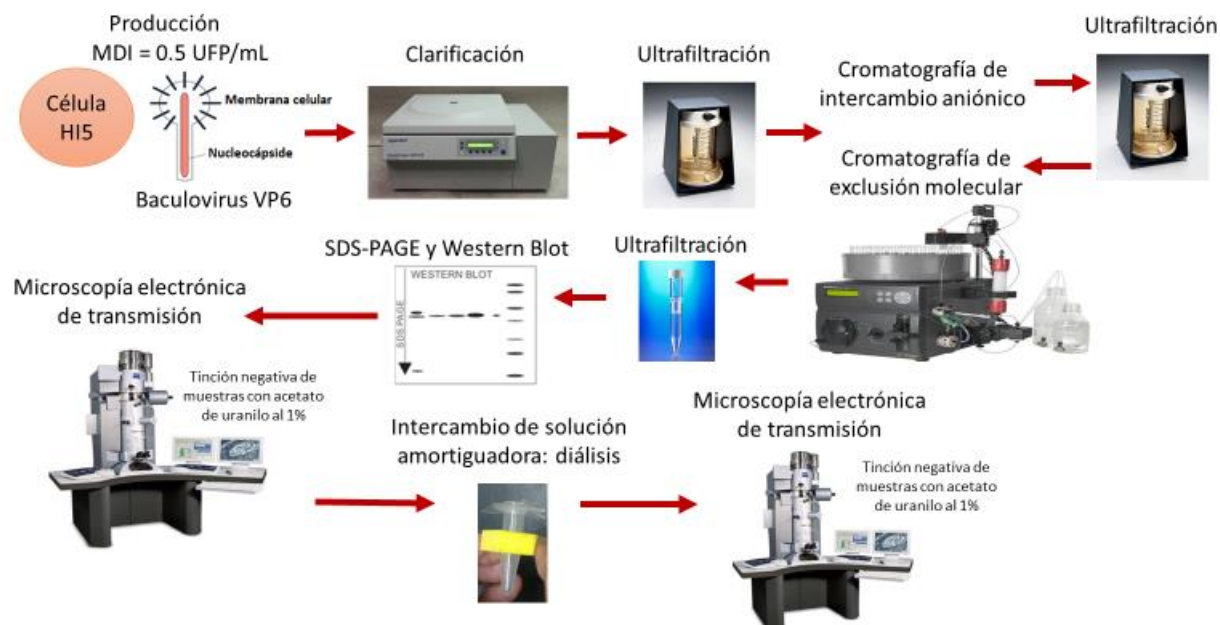 Producción
MDI = 0.5 UFP/mL
Célula
HI5
Membrana celular
Nucleocápside
Baculovirus VP6
Clarificación
Ultrafiltración
Cromatografía de
intercambio aniónico
Ultrafiltración
Cromatografía de
exclusión molecular
Ultrafiltración
SDS-PAGE y Western Blot
WESTERN BLOT
SDS PAGE
Microscopía electrónica
de transmisión
Tinción negativa de
muestras con acetato
de uranilo al 1%
Intercambio de solución
amortiguadora: diálisis
Microscopía electrónica
de transmisión
Tinción negativa de
muestras con acetato
de uranilo al 1%